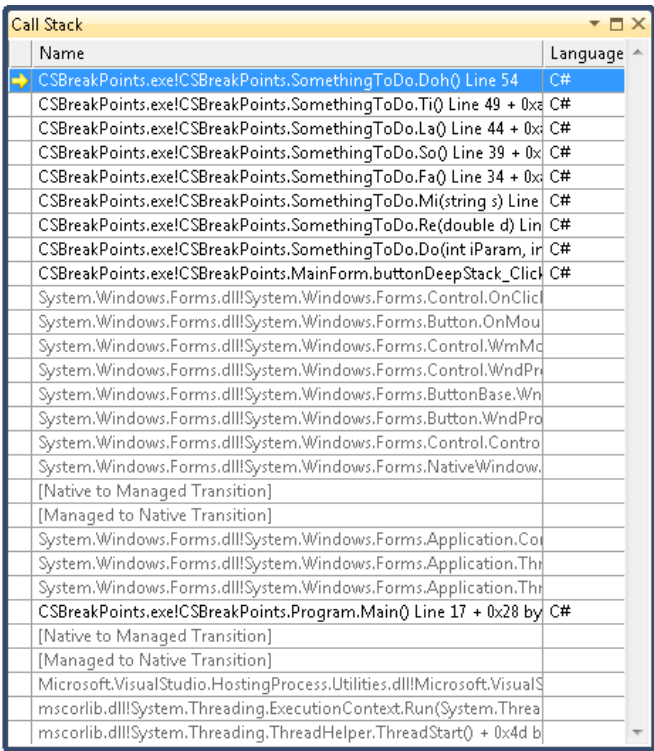 Call Stack
Name Language
CSBreakPoints.exe!CSBreakPoints.SomethingToDo.Doh() Line 54 C#
CSBreakPoints.exe!CSBreakPoints.SomethingToDo.Ti() Line 49 + 0xa C#
CSBreakPoints.exe!CSBreakPoints.SomethingToDo.La() Line 44 + 0xa C#
CSBreakPoints.exe!CSBreakPoints.SomethingToDo.So() Line 39 + 0x C#
CSBreakPoints.exe!CSBreakPoints.SomethingToDo.Fa() Line 34 + 0xa C#
CSBreakPoints.exe!CSBreakPoints.SomethingToDo.Mi(string s) Line C#
CSBreakPoints.exe!CSBreakPoints.SomethingToDo.Re(double d) Lin C#
CSBreakPoints.exe!CSBreakPoints.SomethingToDo.Do(int iParam, in C#
CSBreakPoints.exe!CSBreakPoints.MainForm.buttonDeepStack_Click C#
System.Windows.Forms.dll!System.Windows.Forms.Control.OnClicl
System.Windows.Forms.dll!System.Windows.Forms.Button.OnMou
System.Windows.Forms.dll!System.Windows.Forms.Control.WmMo
System.Windows.Forms.dll!System.Windows.Forms.Control.WndPro
System.Windows.Forms.dll!System.Windows.Forms.ButtonBase.Wn
System.Windows.Forms.dll!System.Windows.Forms.Button.WndPro
System.Windows.Forms.dll!System.Windows.Forms.Control.Contro
System.Windows.Forms.dll!System.Windows.Forms.NativeWindow.
[Native to Managed Transition]
[Managed to Native Transition]
System.Windows.Forms.dll!System.Windows.Forms.Application.Co
System.Windows.Forms.dll!System.Windows.Forms.Application.Thr
System.Windows.Forms.dll!System.Windows.Forms.Application.Thr
CSBreakPoints.exe!CSBreakPoints.Program.Main() Line 17 + 0x28 by C#
[Native to Managed Transition]
[Managed to Native Transition]
Microsoft.VisualStudio.HostingProcess.Utilities.dll!Microsoft.VisualS
mscorlib.dll!System.Threading.ExecutionContext.Run(System.Threa
mscorlib.dll!System.Threading.ThreadHelper.ThreadStart() + 0x4d b